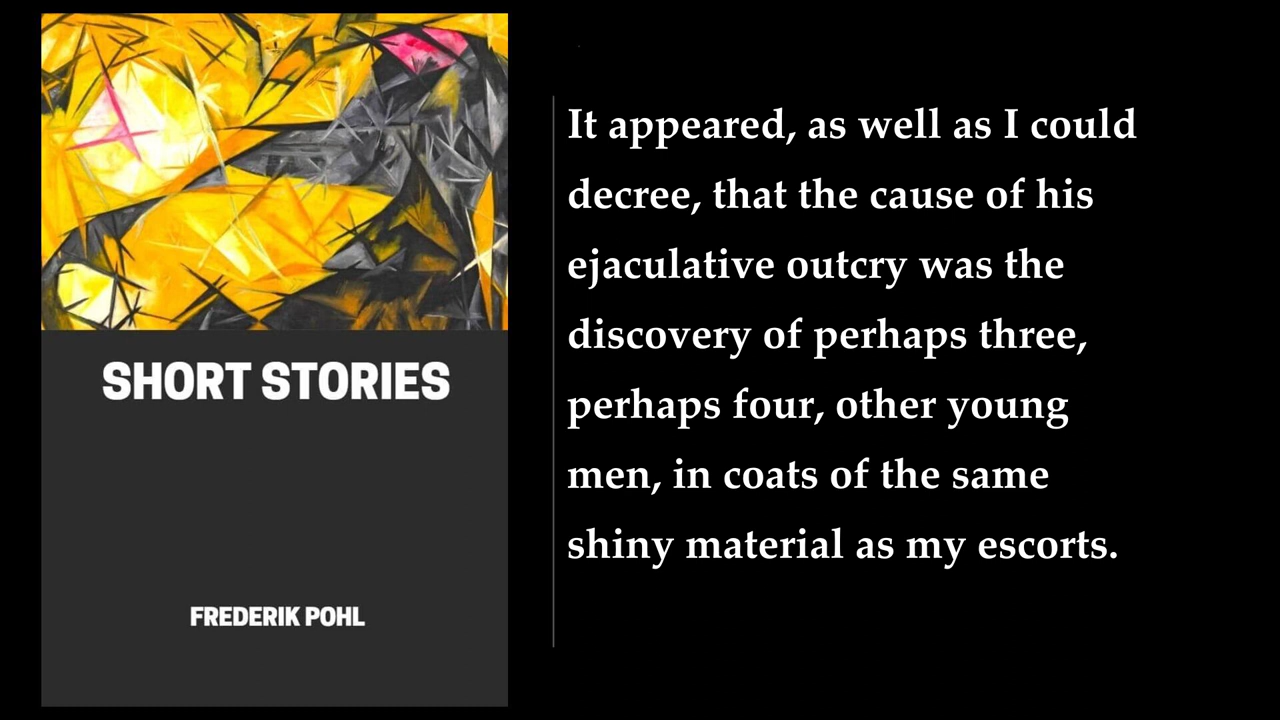 SHORT STORIES
FREDERIK POHL
It appeared, as well as I could
decree, that the cause of his
ejaculative outcry was the
discovery of perhaps three,
perhaps four, other young
men, in coats of the same
shiny material as my escorts.